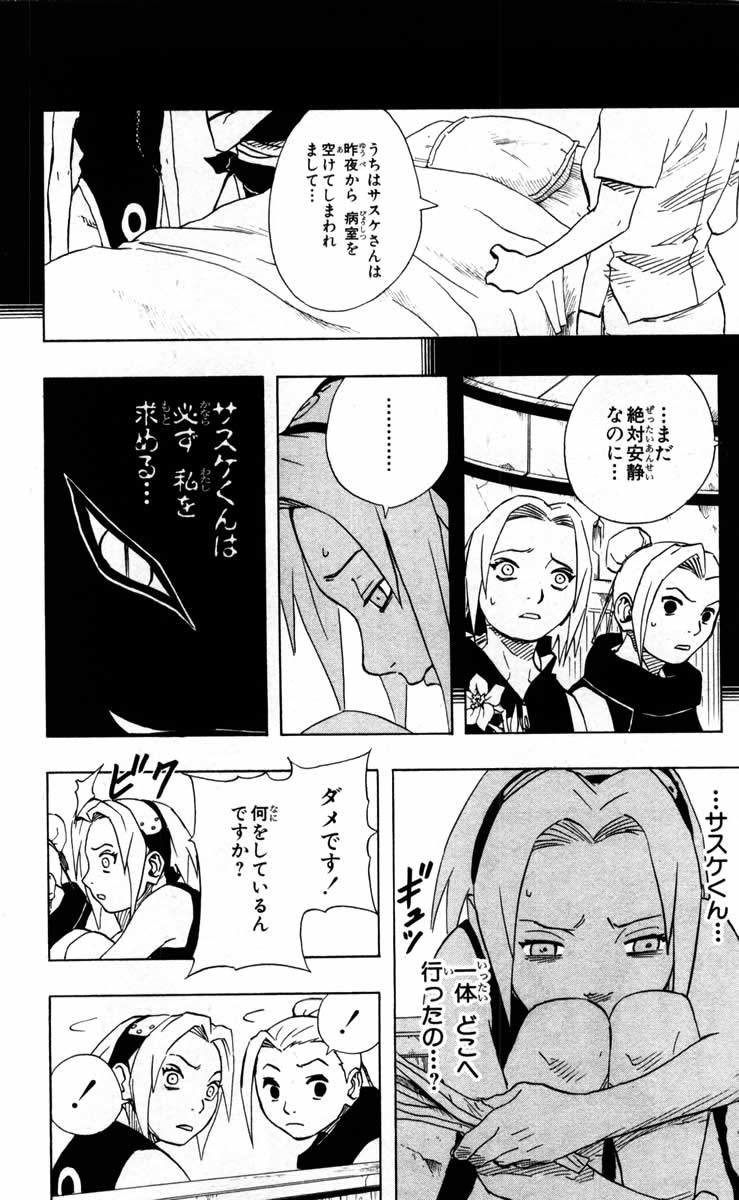 うちはサスケさんは
昨夜から 病室を
空けてしまわれ
まして…
…まだ
絶対安静
なのに…
…………
サスケくんは
必ず 私を
求める…
…サスケくん…
一体 どこへ
行ったの…?
ギュッ
ダメです!
何をしているん
ですか?
ビクッ
!
!